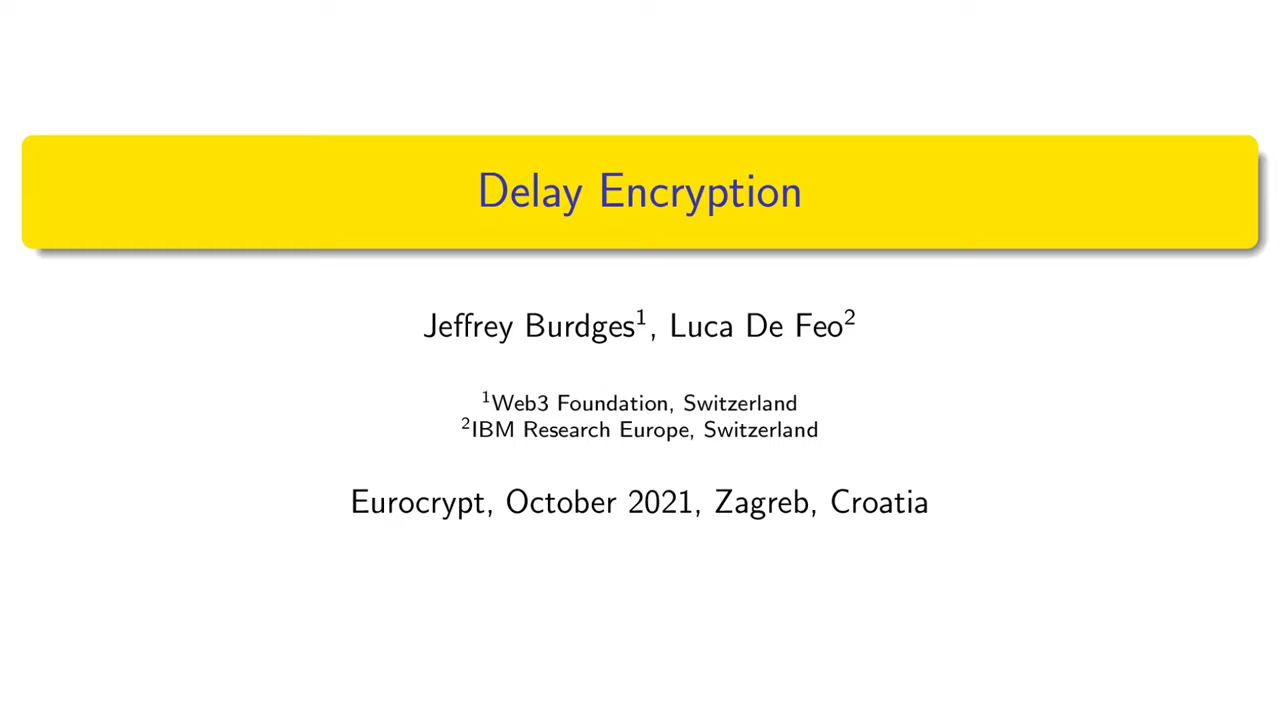 Delay Encryption
Jeffrey Burdges¹, Luca De Feo²
¹Web3 Foundation, Switzerland
²IBM Research Europe, Switzerland
Eurocrypt, October 2021, Zagreb, Croatia